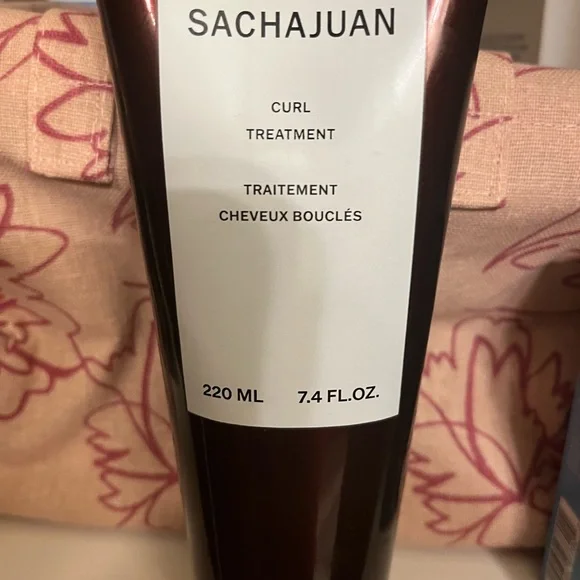 SACHAJUAN
CURL
TREATMENT
TRAITEMENT
CHEVEUX BOUCLÉS
220 ML 7.4 FL.OZ.